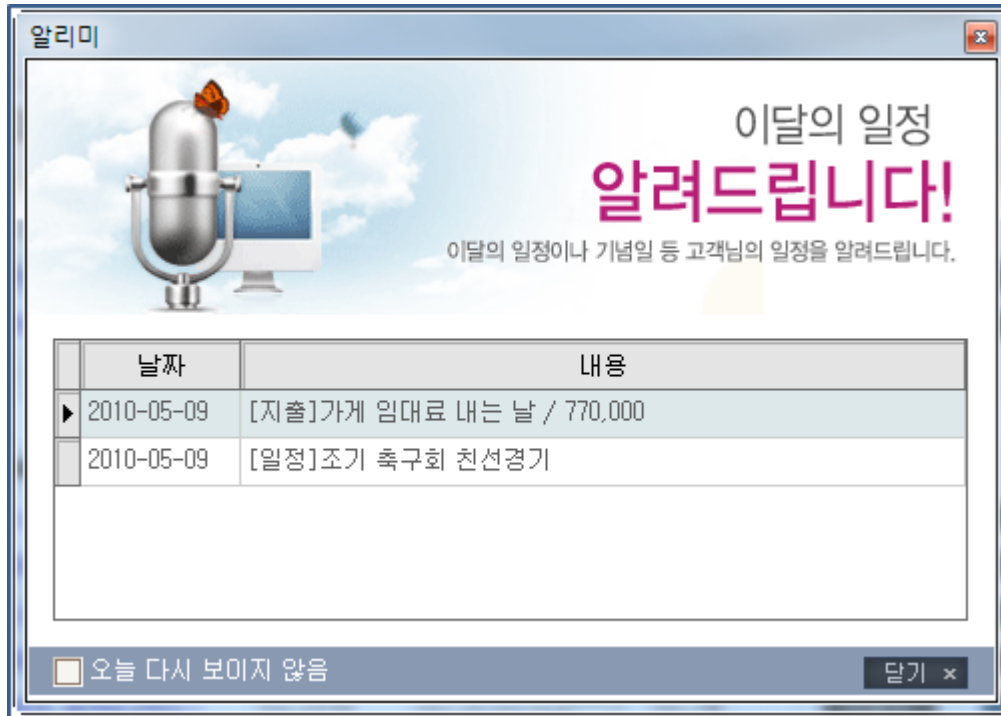 알리미
이달의 일정
알려드립니다!
이달의 일정이나 기념일 등 고객님의 일정을 알려드립니다.
날짜 내용
2010-05-09 [지출]가게 임대료 내는 날 / 770,000
2010-05-09 [일정]조기 축구회 친선경기
오늘 다시 보이지 않음 닫기 ×